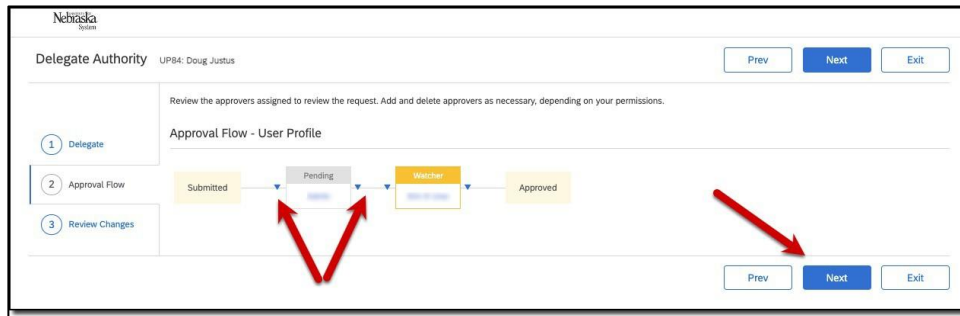 Nebraska
System
Delegate Authority UP84: Doug Justus
Prev Next Exit
Review the approvers assigned to review the request. Add and delete approvers as necessary, depending on your permissions.
Approval Flow - User Profile
1 Delegate
2 Approval Flow
3 Review Changes
Submitted
Pending
Watcher
Approved
Prev Next Exit